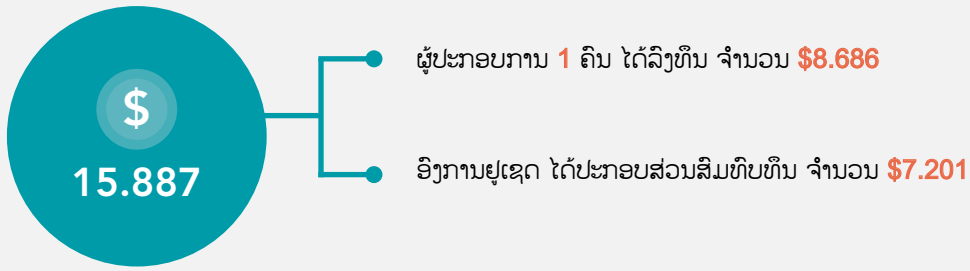 $
15.887
ຜູ້ປະກອບການ 1 ຄົນ ໄດ້ລົງທຶນ ຈຳນວນ $8.686
ອົງການຢູເຊດ ໄດ້ປະກອບສ່ວນສົມທົບທຶນ ຈຳນວນ $7.201